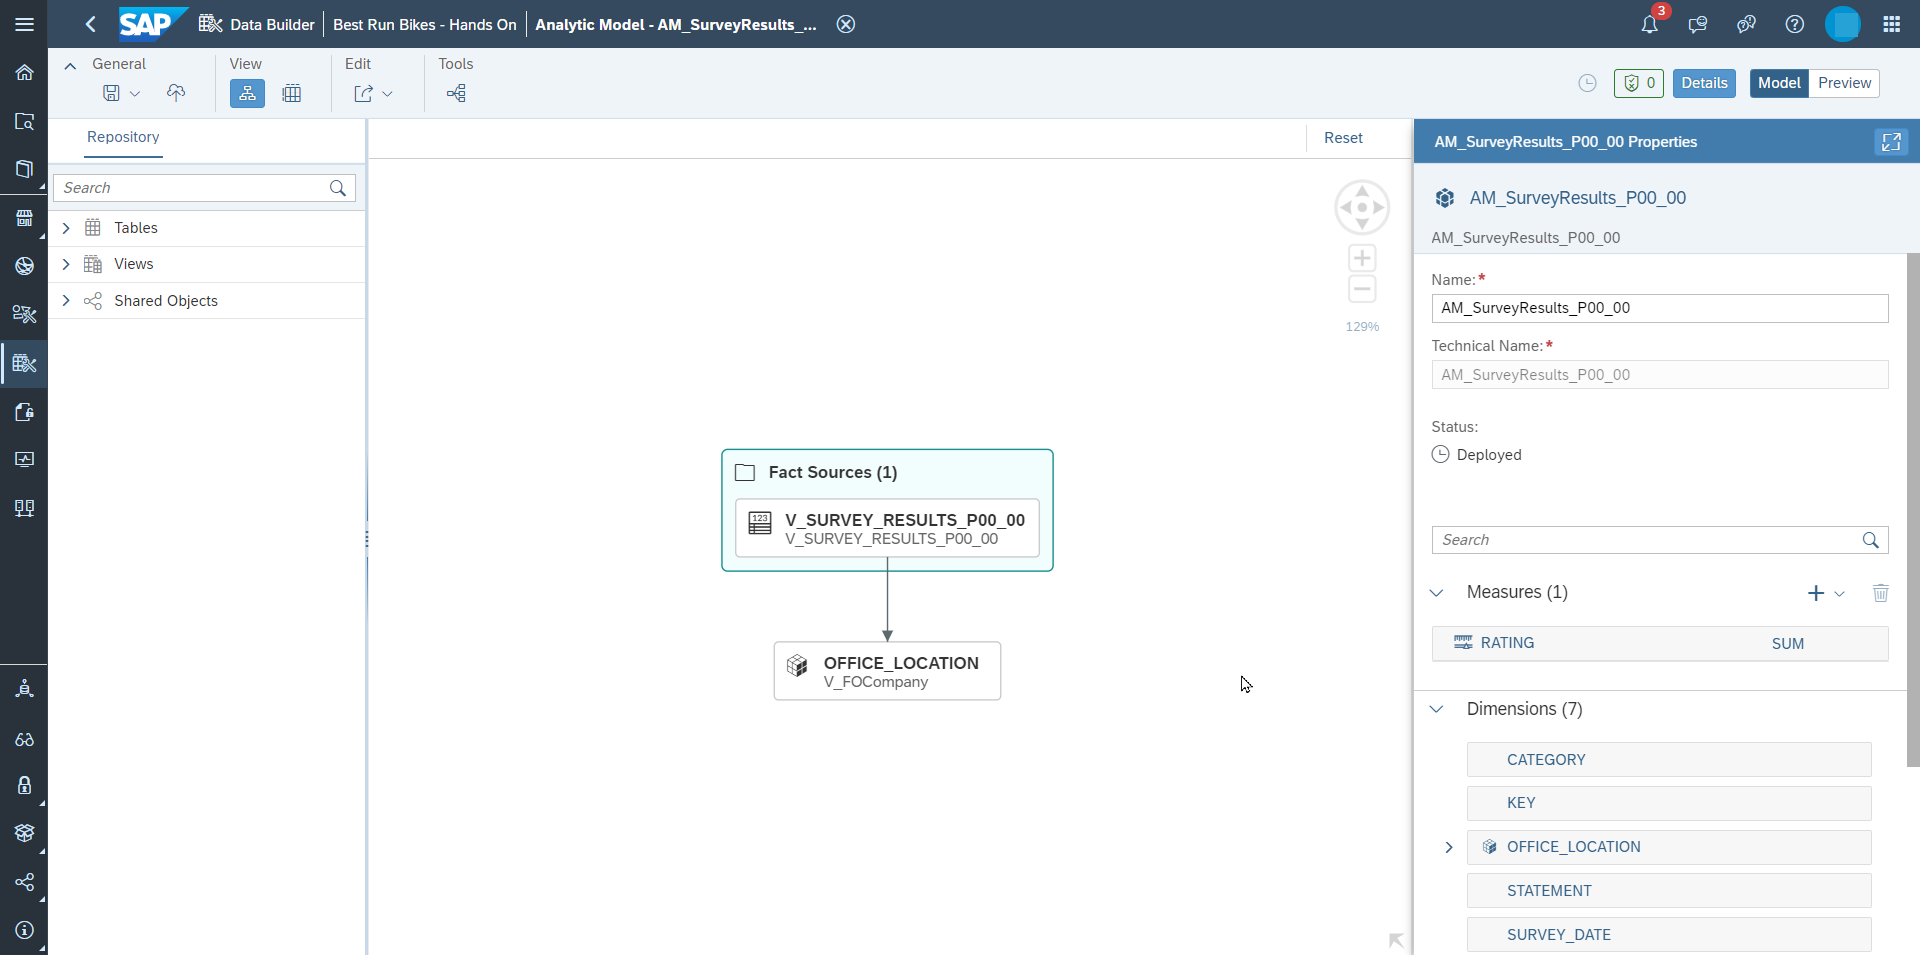 SAP
Data Builder
Best Run Bikes - Hands On
Analytic Model - AM_SurveyResults_...
3
General
View
Edit
Tools
0
Details
Model
Preview
Repository
Search
Tables
Views
Shared Objects
Reset
129%
Fact Sources (1)
123
V_SURVEY_RESULTS_P00_00
V_SURVEY_RESULTS_P00_00
OFFICE_LOCATION
V_FOCompany
AM_SurveyResults_P00_00 Properties
AM_SurveyResults_P00_00
AM_SurveyResults_P00_00
Name:*
AM_SurveyResults_P00_00
Technical Name:*
AM_SurveyResults_P00_00
Status:
Deployed
Search
Measures (1)
RATING SUM
Dimensions (7)
CATEGORY
KEY
OFFICE_LOCATION
STATEMENT
SURVEY_DATE